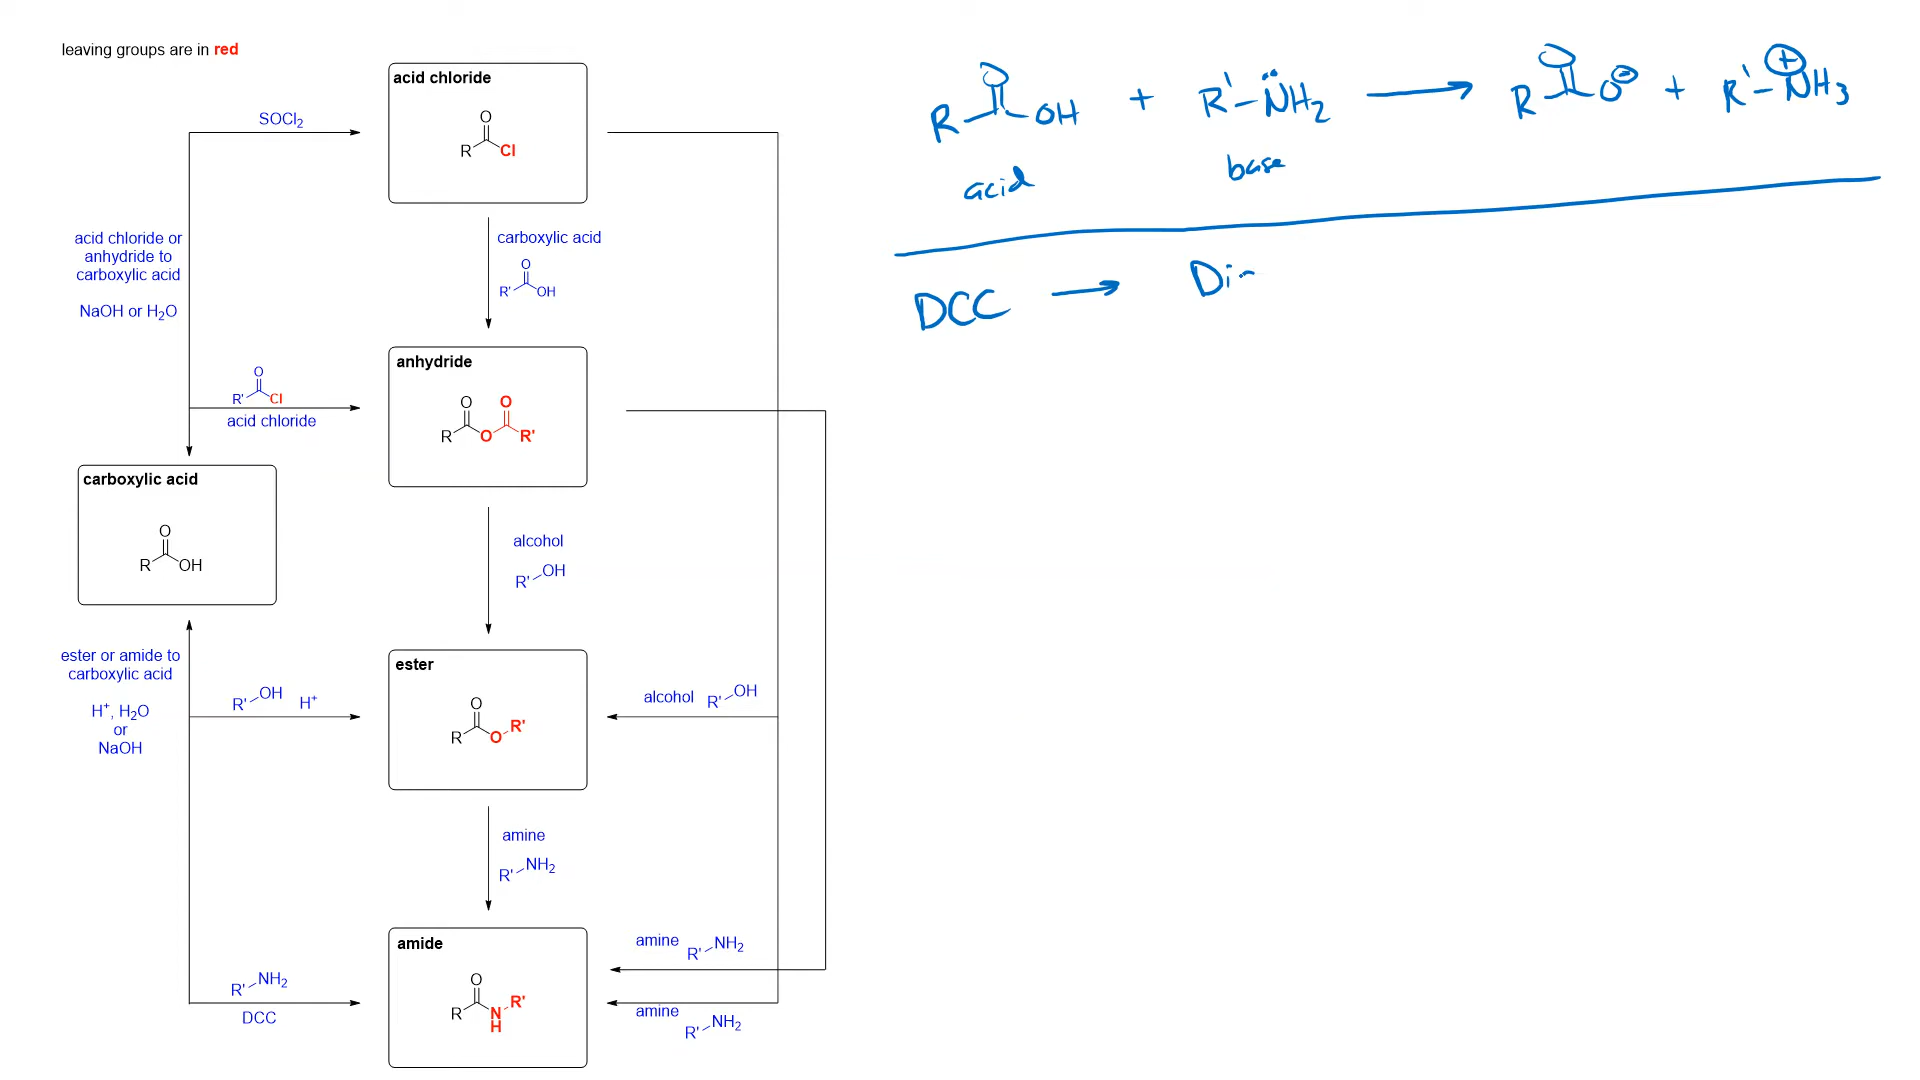 leaving groups are in red
acid chloride
O
R Cl
SOCl2
acid chloride or
anhydride to
carboxylic acid
NaOH or H2O
carboxylic acid
O
R' OH
anhydride
O O
R O R'
O
R' Cl
acid chloride
carboxylic acid
O
R OH
alcohol
R' OH
ester or amide to
carboxylic acid
H+, H2O
or
NaOH
R' OH H+
ester
O
R O R'
alcohol R' OH
amine
R' NH2
amide
O
R N R'
H
R' NH2
DCC
amine R' NH2
amine R' NH2
R O OH + R'-NH2 → R O O⊖ + R'-NH3 ⊕
acid base
DCC → Di-